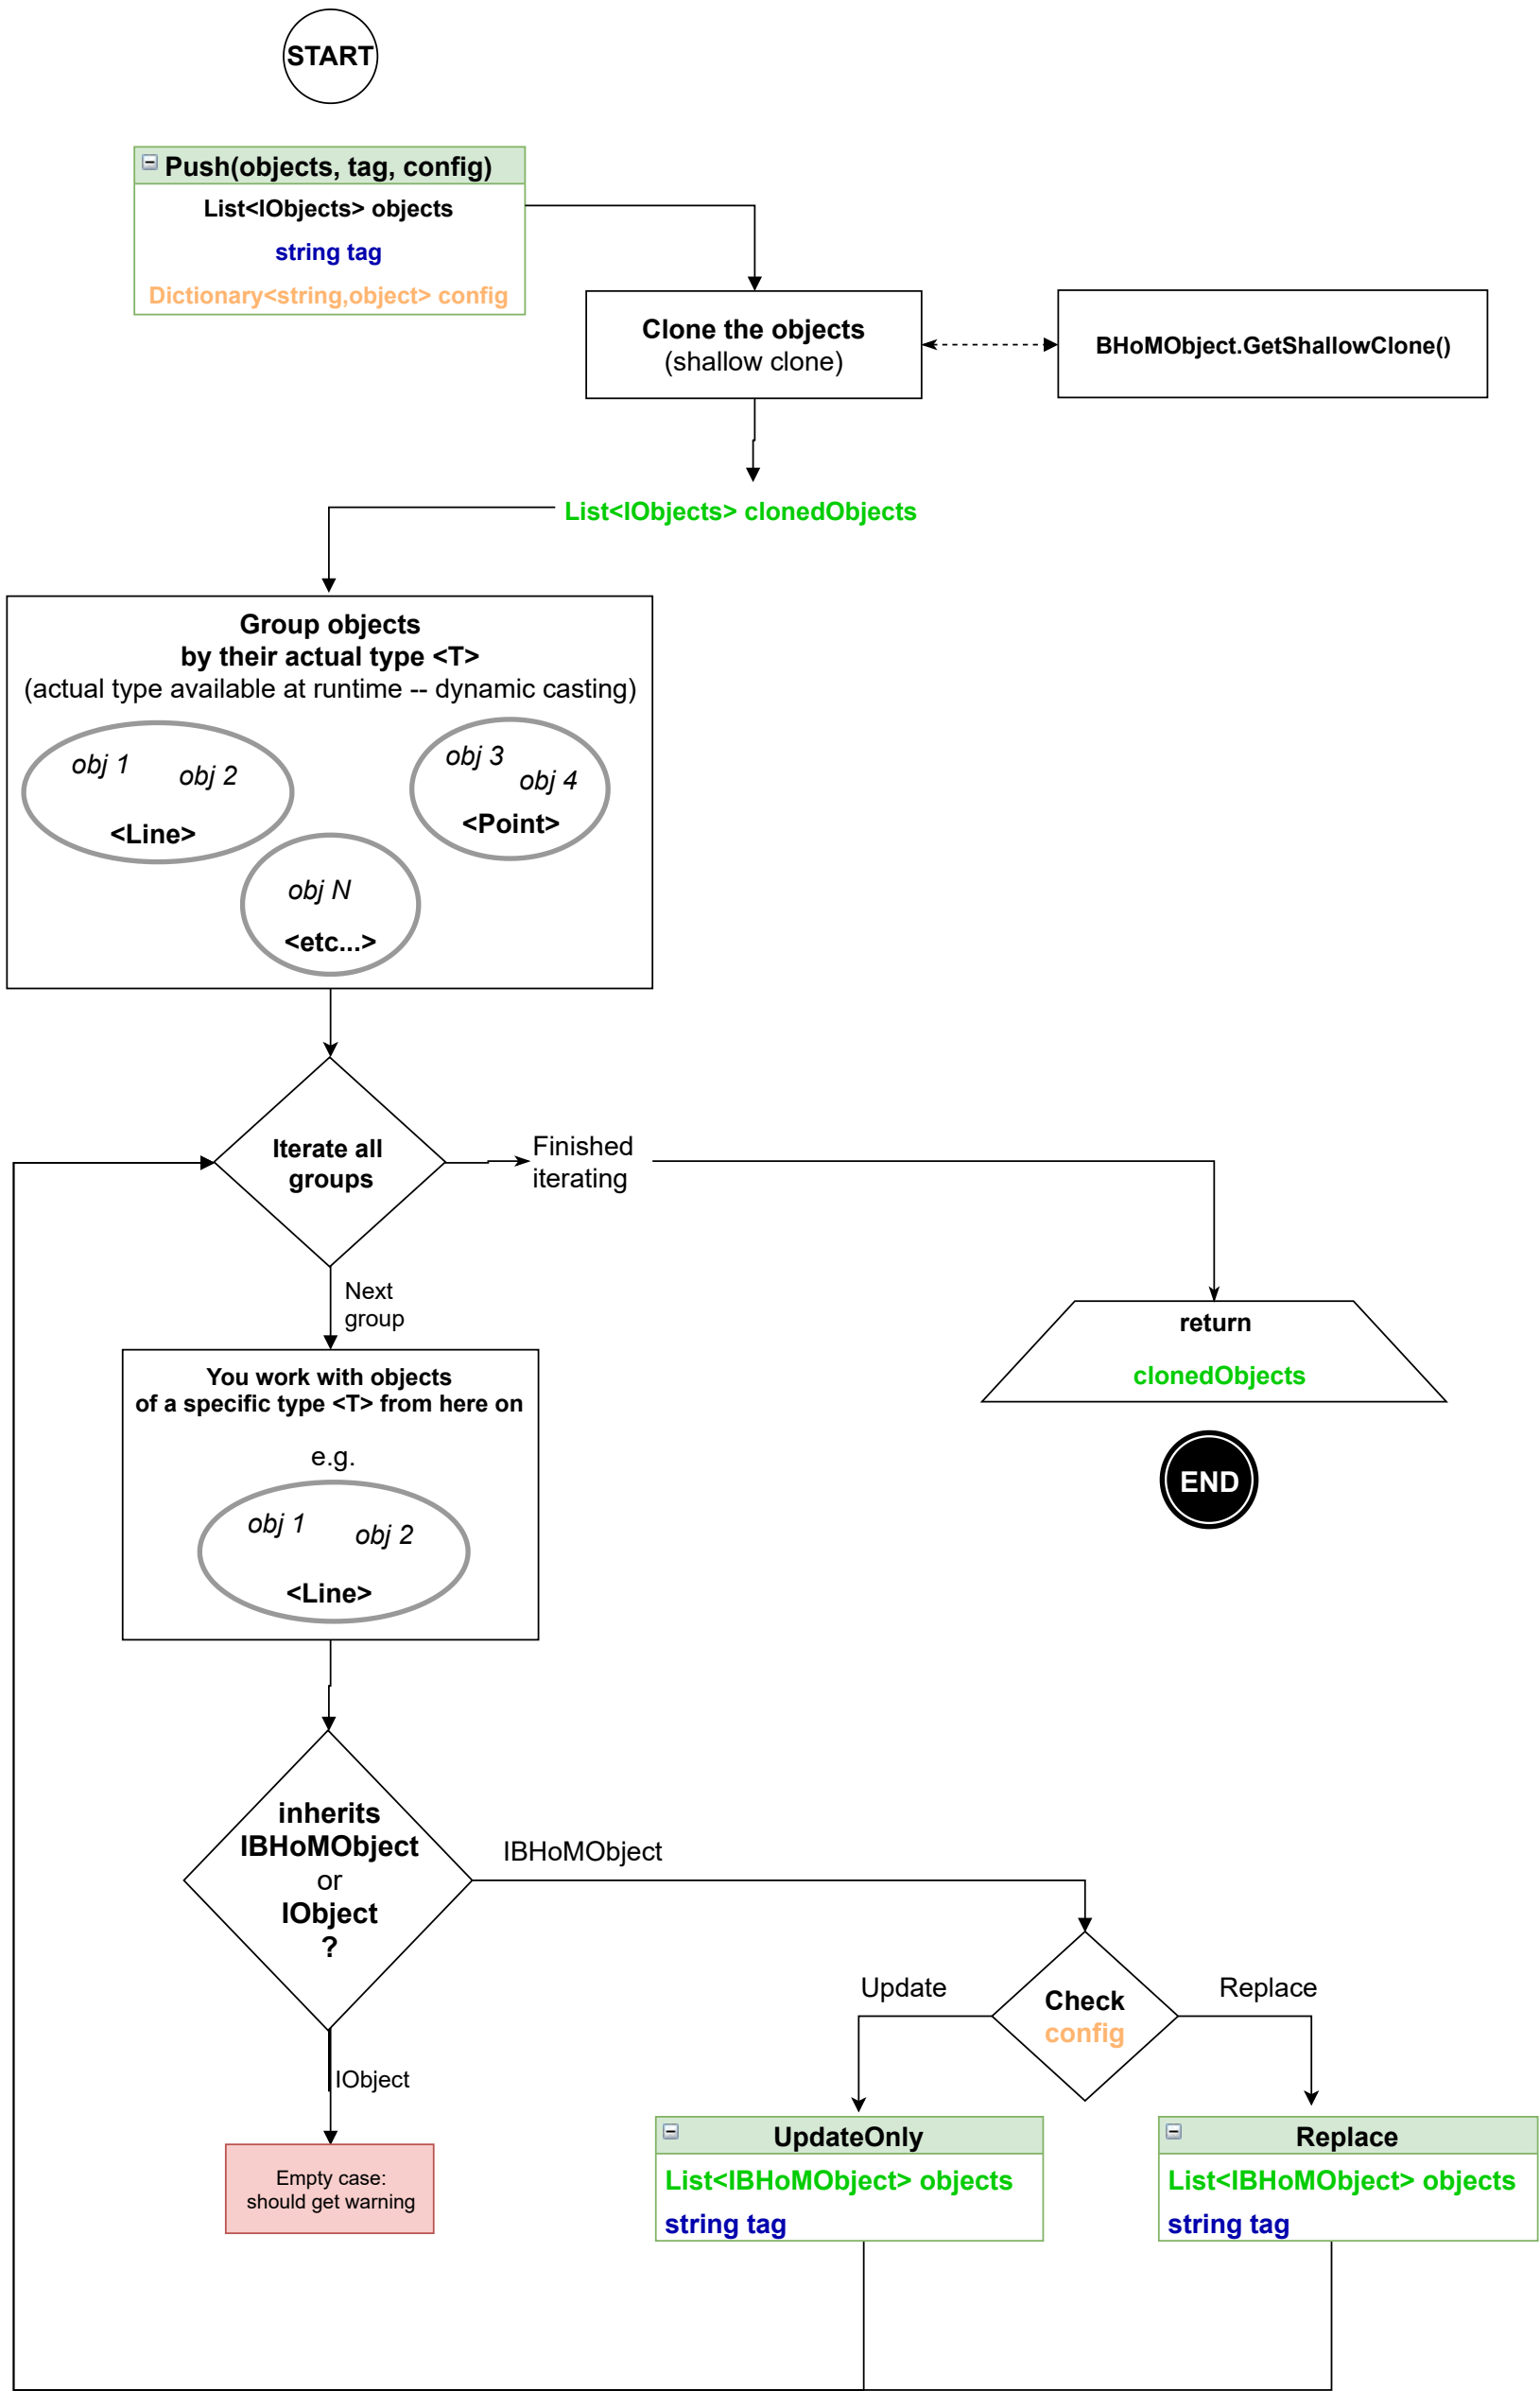 START
Push(objects, tag, config)
List<IObjects> objects
string tag
Dictionary<string,object> config
Clone the objects
(shallow clone)
BHoMObject.GetShallowClone()
List<IObjects> clonedObjects
Group objects
by their actual type <T>
(actual type available at runtime -- dynamic casting)
obj 1
obj 2
<Line>
obj 3
obj 4
<Point>
obj N
<etc...>
Iterate all
groups
Finished
iterating
Next
group
return
clonedObjects
END
You work with objects
of a specific type <T> from here on
e.g.
obj 1
obj 2
<Line>
inherits
IBHoMObject
or
IObject
?
IBHoMObject
IObject
Empty case:
should get warning
Check
config
Update
Replace
UpdateOnly
List<IBHoMObject> objects
string tag
Replace
List<IBHoMObject> objects
string tag